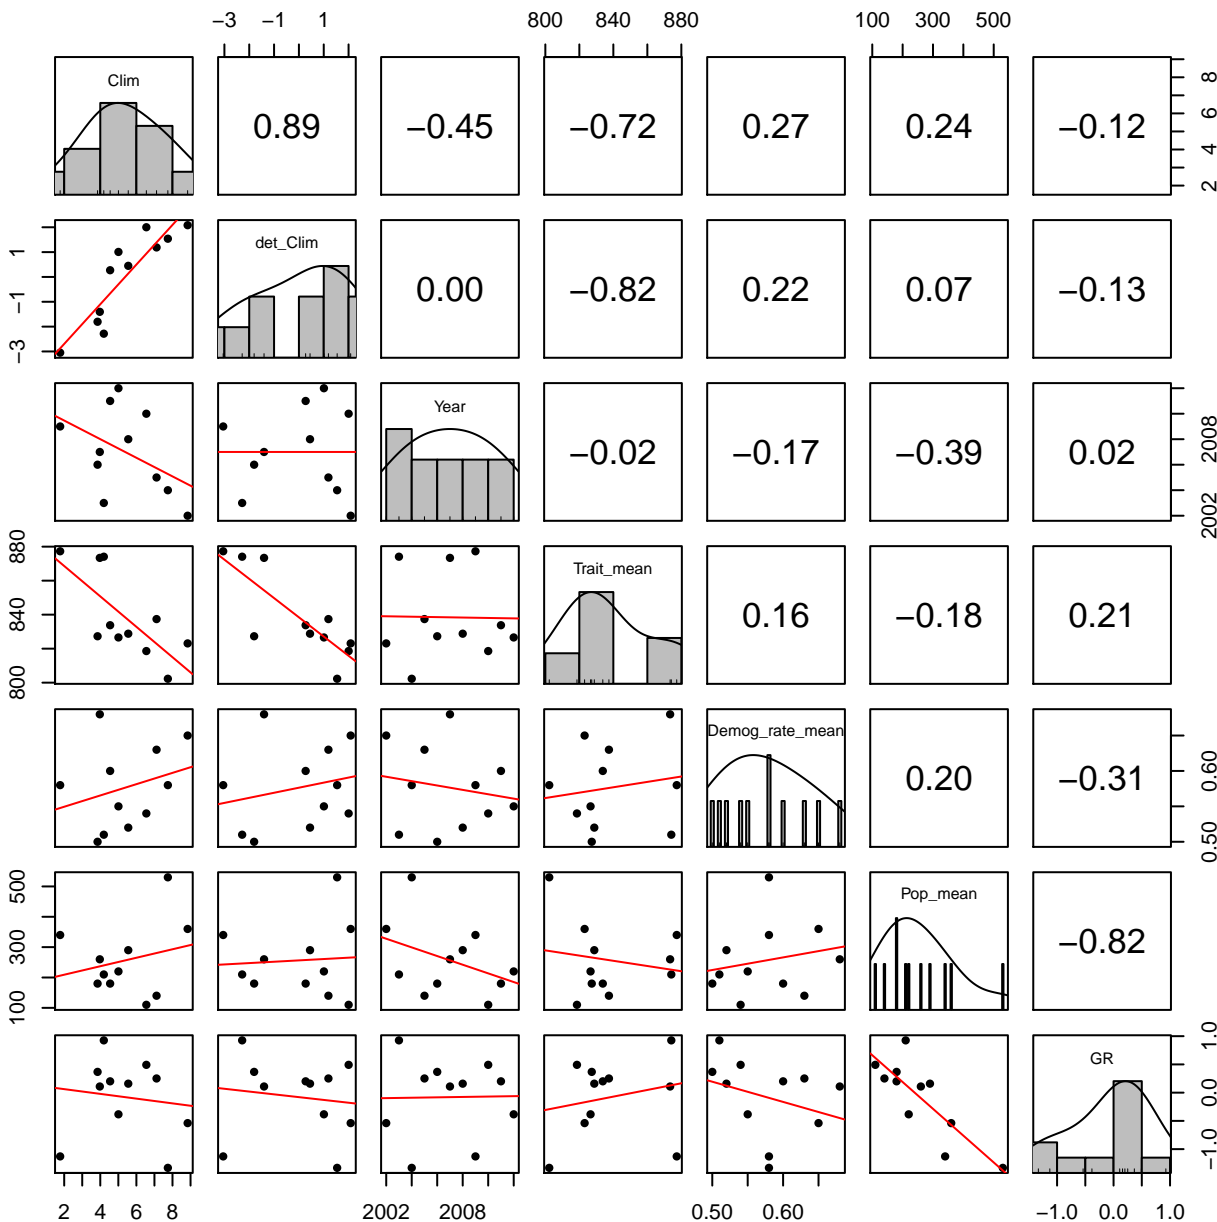 −3 1 800 840 880 100 300 500
Clim
0.89 −0.45 −0.72 0.27 0.24 −0.12
2 4 6 8
−3 −1 1
det_Clim
0.00 −0.82 0.22 0.07 −0.13
Year
−0.02 −0.17 −0.39 0.02
2002 2008
800 840 880
Trait_mean
0.16 −0.18 0.21
Demog_rate_mean
0.20 −0.31
0.50 0.60
100 300 500
Pop_mean
−0.82
GR
−1.0 0.0 1.0
2 4 6 8 2002 2008 0.50 0.60 −1.0 0.0 1.0